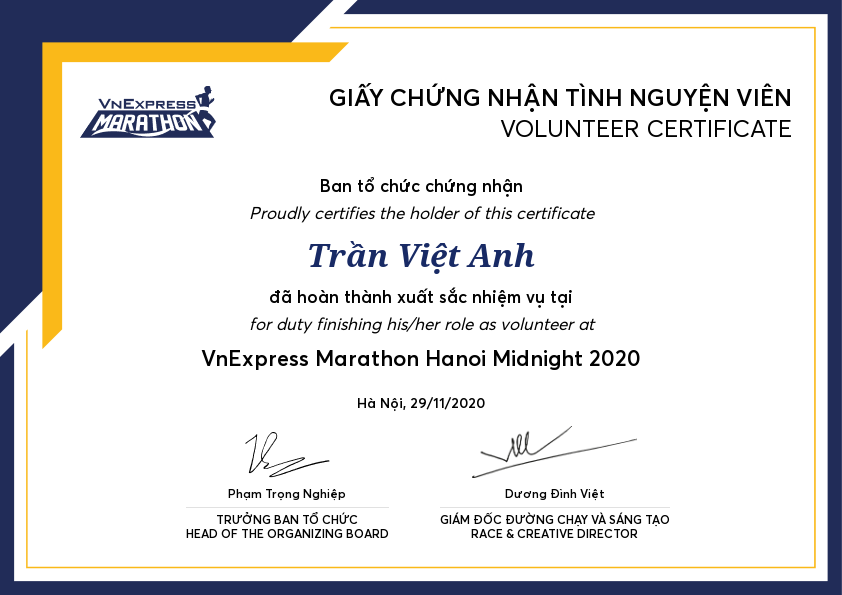 VNEXPRESS
MARATHON
GIẤY CHỨNG NHẬN TÌNH NGUYỆN VIÊN
VOLUNTEER CERTIFICATE
Ban tổ chức chứng nhận
Proudly certifies the holder of this certificate
Trần Việt Anh
đã hoàn thành xuất sắc nhiệm vụ tại
for duty finishing his/her role as volunteer at
VnExpress Marathon Hanoi Midnight 2020
Hà Nội, 29/11/2020
Phạm Trọng Nghiệp
TRƯỞNG BAN TỔ CHỨC
HEAD OF THE ORGANIZING BOARD
Dương Đình Việt
GIÁM ĐỐC ĐƯỜNG CHẠY VÀ SÁNG TẠO
RACE & CREATIVE DIRECTOR